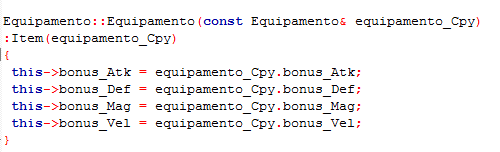 Equipamento::Equipamento(const Equipamento& equipamento_Cpy)
:Item(equipamento_Cpy)
{
this->bonus_Atk = equipamento_Cpy.bonus_Atk;
this->bonus_Def = equipamento_Cpy.bonus_Def;
this->bonus_Mag = equipamento_Cpy.bonus_Mag;
this->bonus_Vel = equipamento_Cpy.bonus_Vel;
}